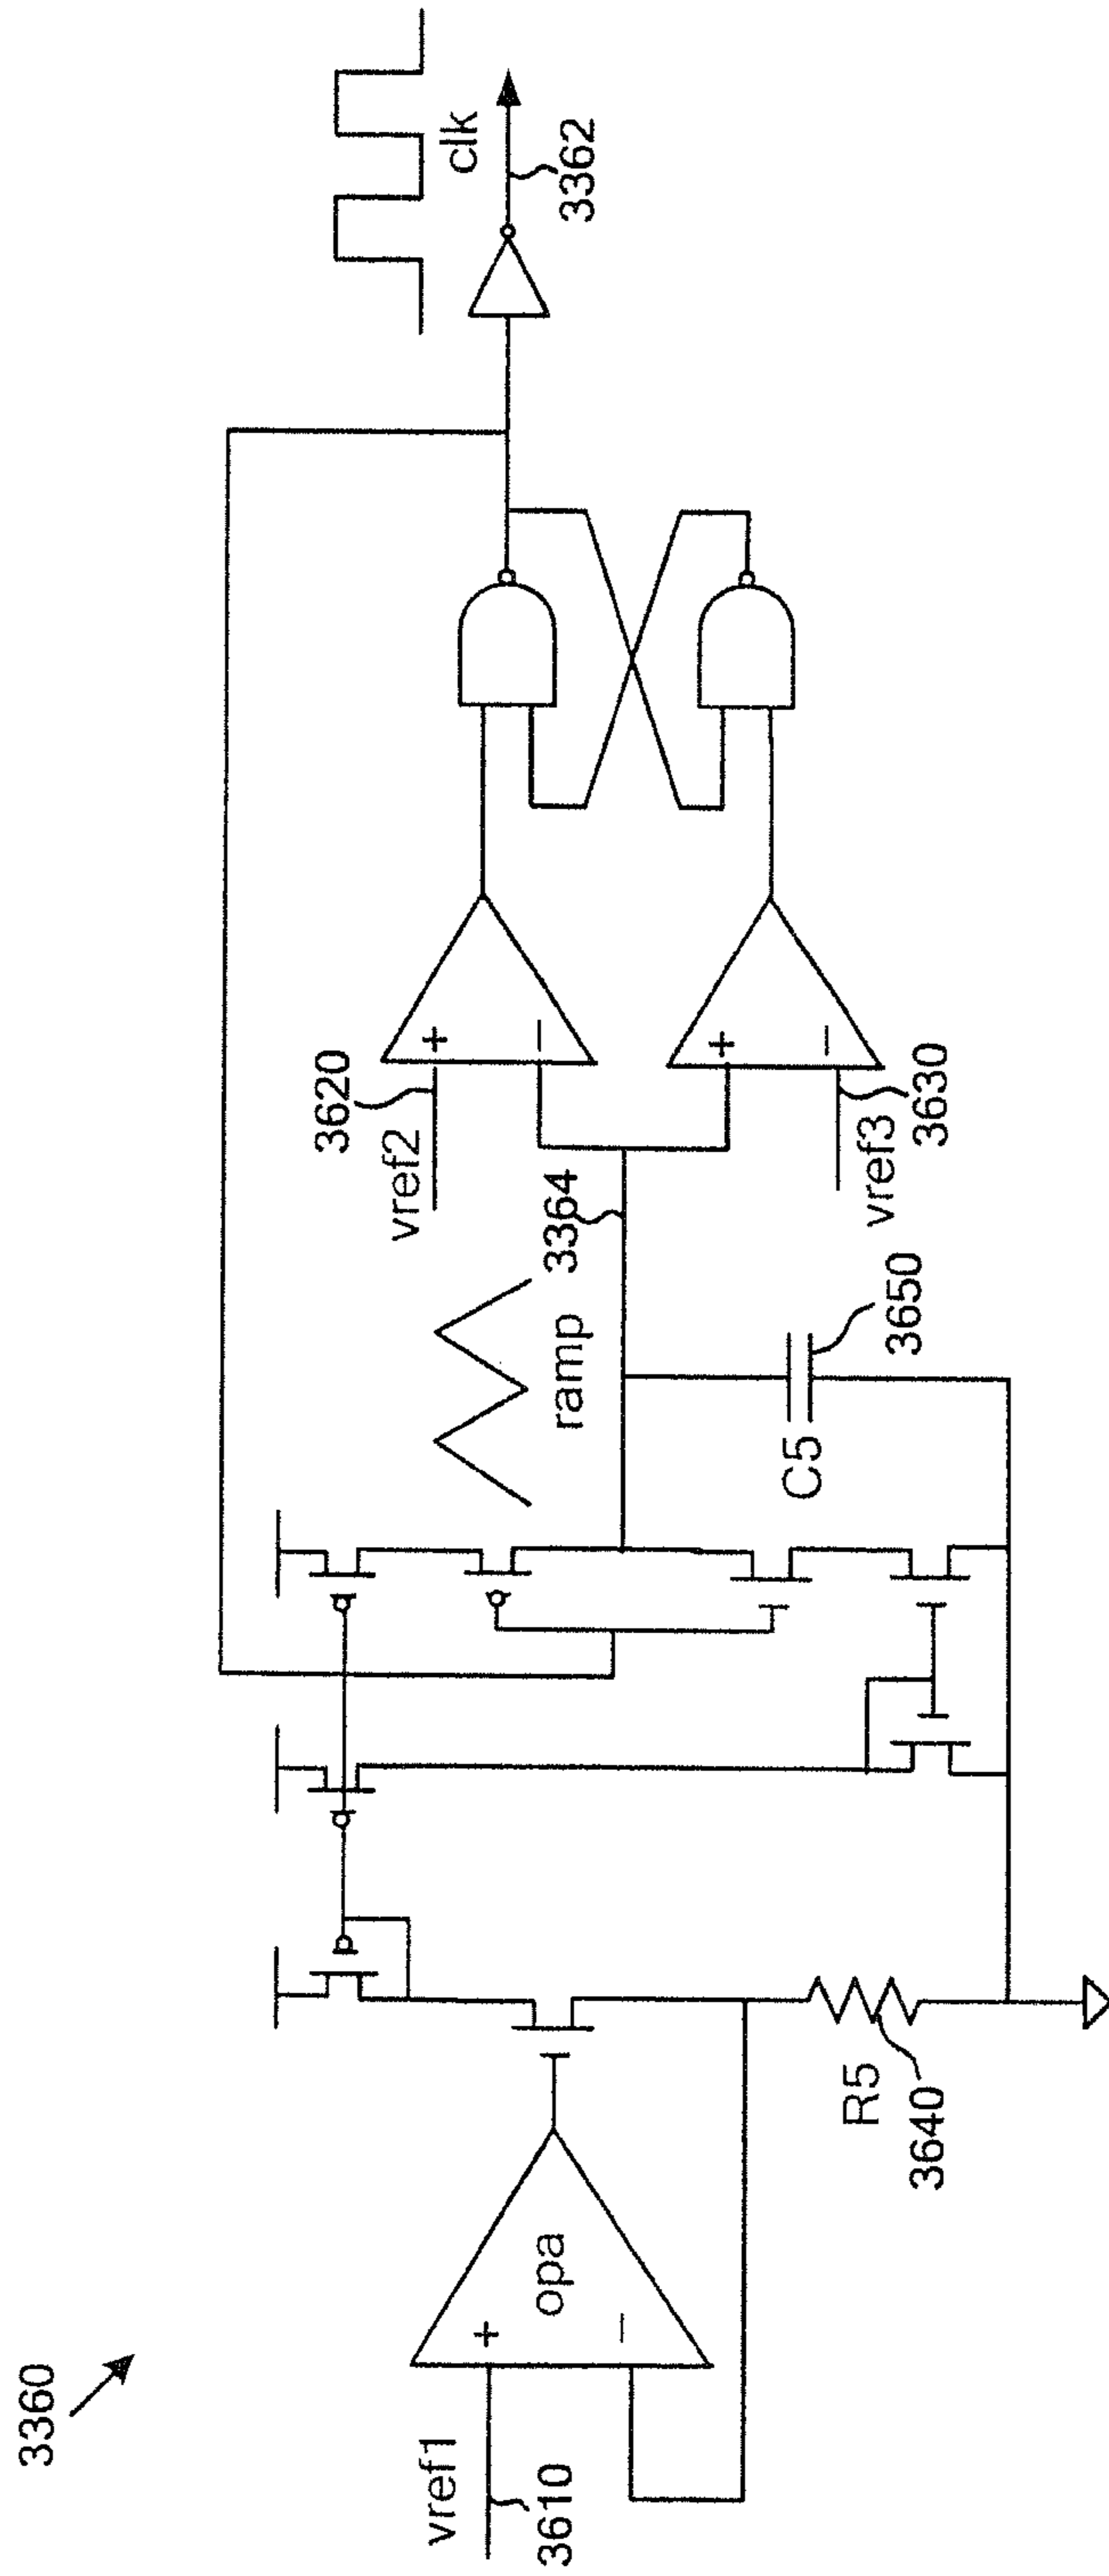 3360
vref1
3610
+
−
opa
R5
3640
C5
3650
ramp
3364
vref2
3620
+
−
+
−
vref3
3630
clk
3362